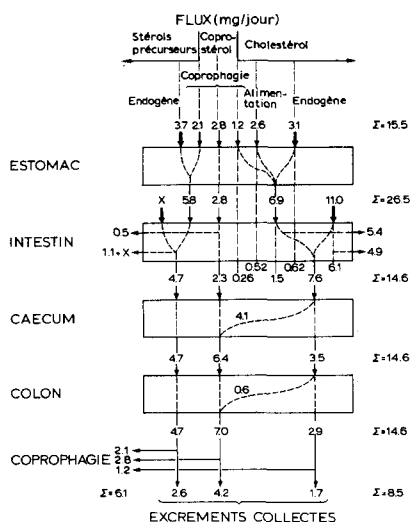 FLUX (mg/jour)
Stérols précurseurs Copro- stérol Cholestérol
Coprophagie
Endogène Alimen- tation Endogène
3.7 2.1 2.8 1.2 2.6 3.1 Σ=15.5
ESTOMAC
X 5.8 2.8 6.9 11.0 Σ=26.5
0.5 5.4
INTESTIN
1.1+X 4.9
0.52 0.62 6.1
4.7 2.3 0.26 1.5 7.6 Σ=14.6
CAECUM 4.1
4.7 6.4 3.5 Σ=14.6
COLON 0.6
4.7 7.0 2.9 Σ=14.6
2.1
COPROPHAGIE 2.8
1.2
Σ=6.1 2.6 4.2 1.7 Σ=8.5
EXCREMENTS COLLECTES